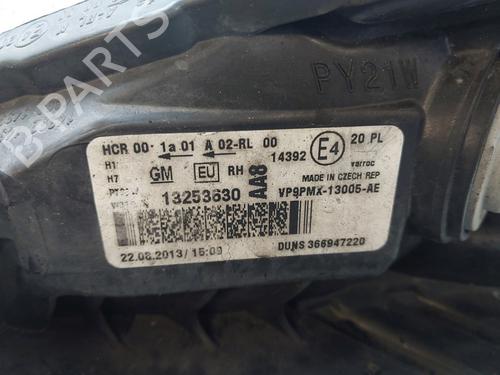 PY21W
HCR 00 1a 01 A 02-RL 00
14392 E4 20 PL
H1
H7
GM EU RH AA8
varroc
MADE IN CZECH REP
13253630
VP9PMX-13005-AE
22.08.2013/ 15:09
DUNS 366947220
B-PARTS